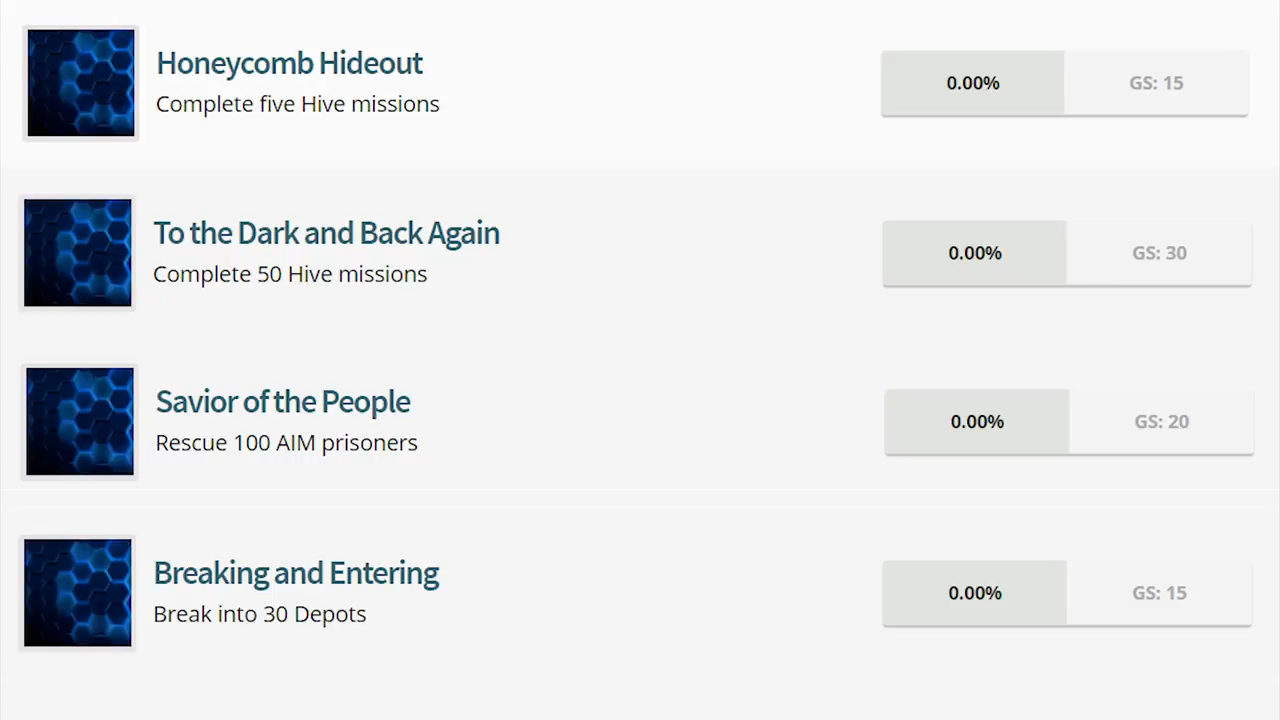 Honeycomb Hideout
Complete five Hive missions
0.00%
GS: 15
To the Dark and Back Again
Complete 50 Hive missions
0.00%
GS: 30
Savior of the People
Rescue 100 AIM prisoners
0.00%
GS: 20
Breaking and Entering
Break into 30 Depots
0.00%
GS: 15